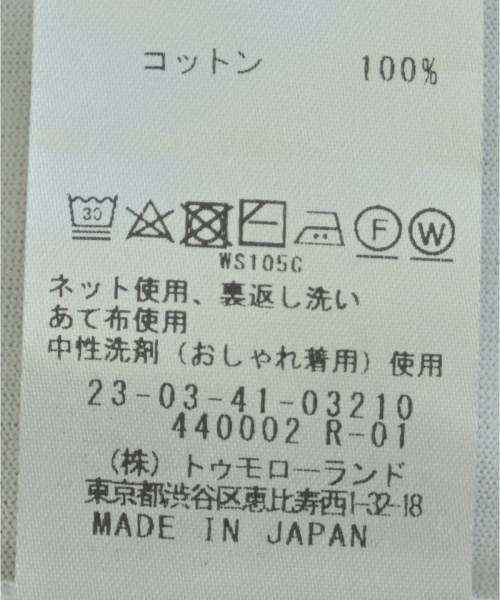 コットン 100%
30 F W
WS105G
ネット使用、裏返し洗い
あて布使用
中性洗剤（おしゃれ着用）使用
23-03-41-03210
440002 R-01
（株）トゥモローランド
東京都渋谷区恵比寿西1-32-18
MADE IN JAPAN